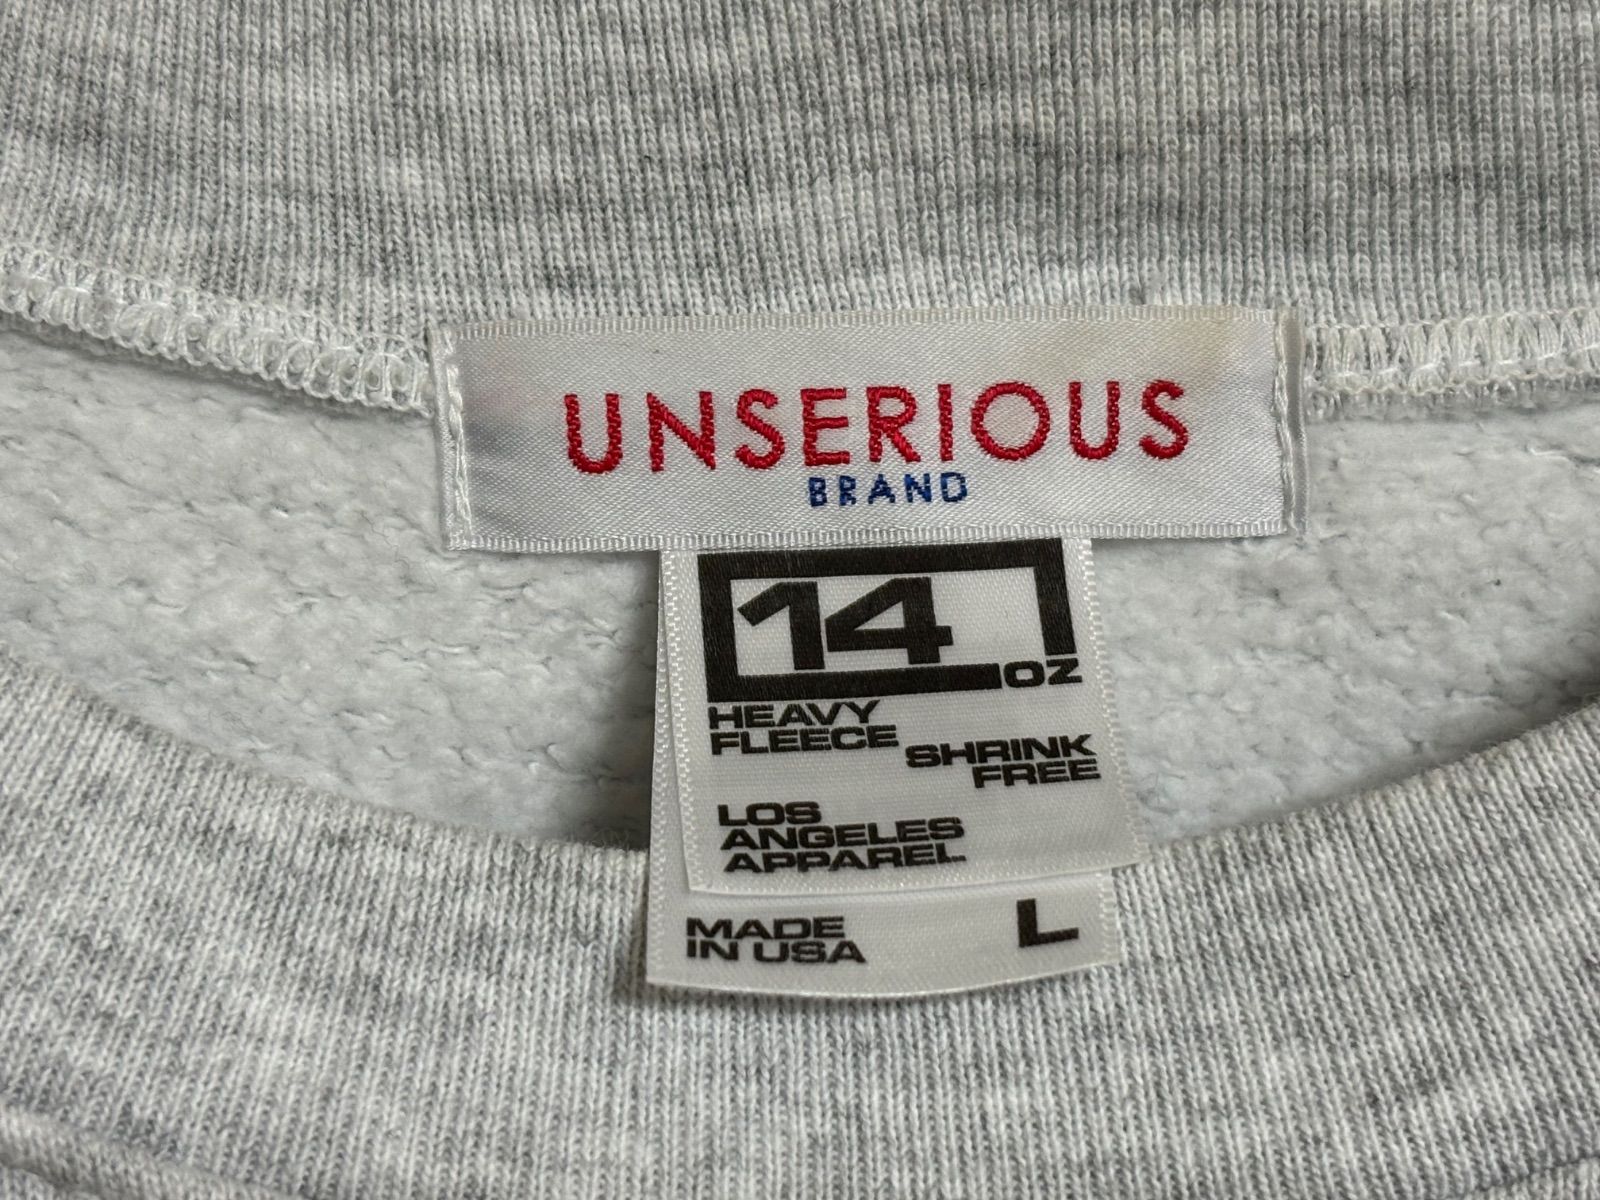 UNSERIOUS
BRAND
14 OZ
HEAVY
FLEECE
SHRINK
FREE
LOS
ANGELES
APPAREL
MADE
IN USA
L